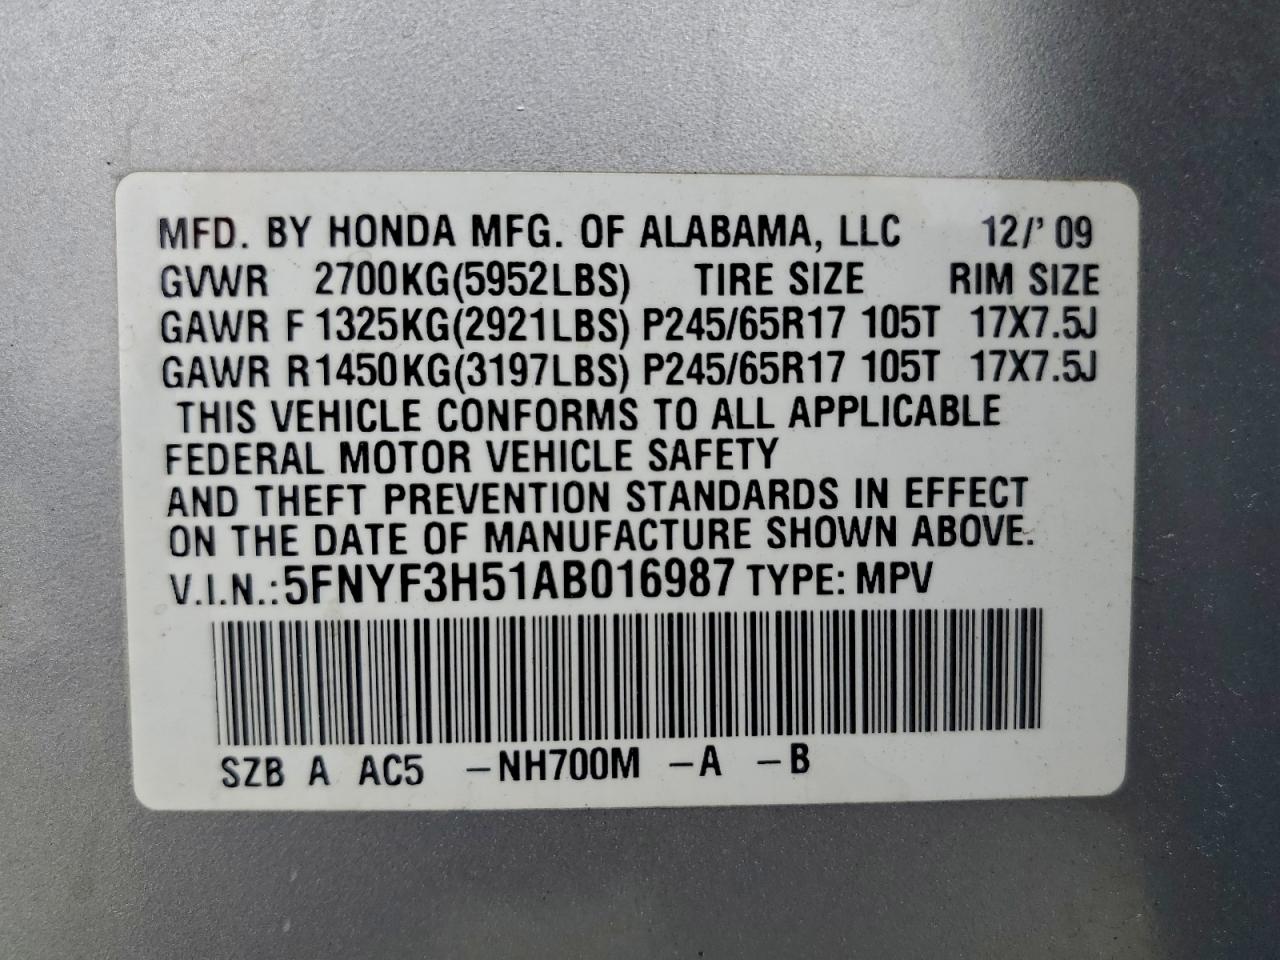 MFD. BY HONDA MFG. OF ALABAMA, LLC 12/' 09
GVWR 2700KG(5952LBS) TIRE SIZE RIM SIZE
GAWR F 1325KG(2921LBS) P245/65R17 105T 17X7.5J
GAWR R1450KG(3197LBS) P245/65R17 105T 17X7.5J
THIS VEHICLE CONFORMS TO ALL APPLICABLE
FEDERAL MOTOR VEHICLE SAFETY
AND THEFT PREVENTION STANDARDS IN EFFECT
ON THE DATE OF MANUFACTURE SHOWN ABOVE.
V.I.N.: 5FNYF3H51AB016987 TYPE: MPV
SZB A AC5 –NH700M –A –B